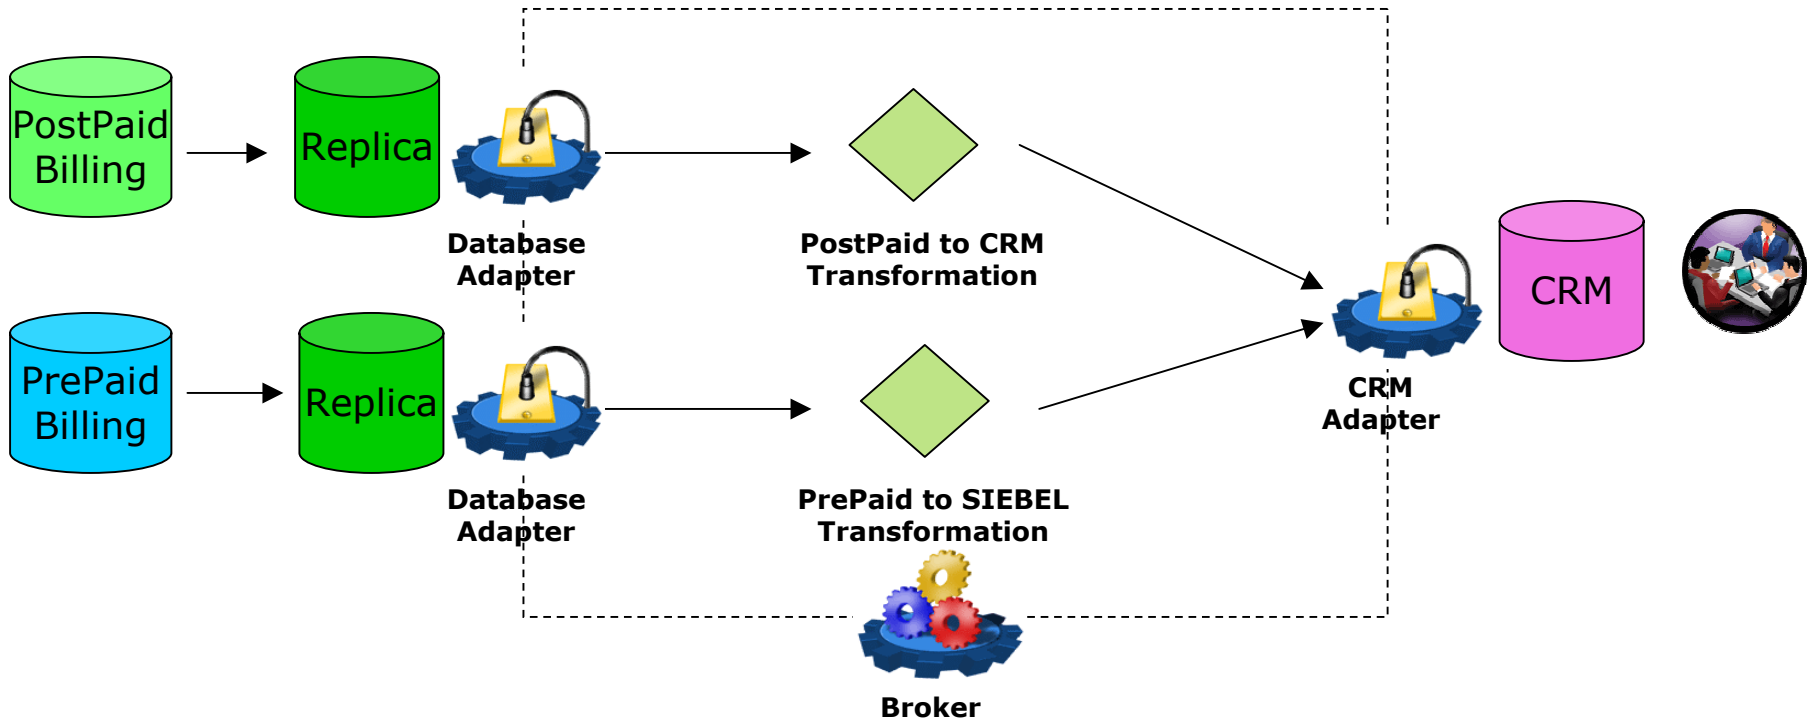 PostPaid
Billing
Replica
Database
Adapter
PostPaid to CRM
Transformation
CRM
CRM
Adapter
PrePaid
Billing
Replica
Database
Adapter
PrePaid to SIEBEL
Transformation
Broker